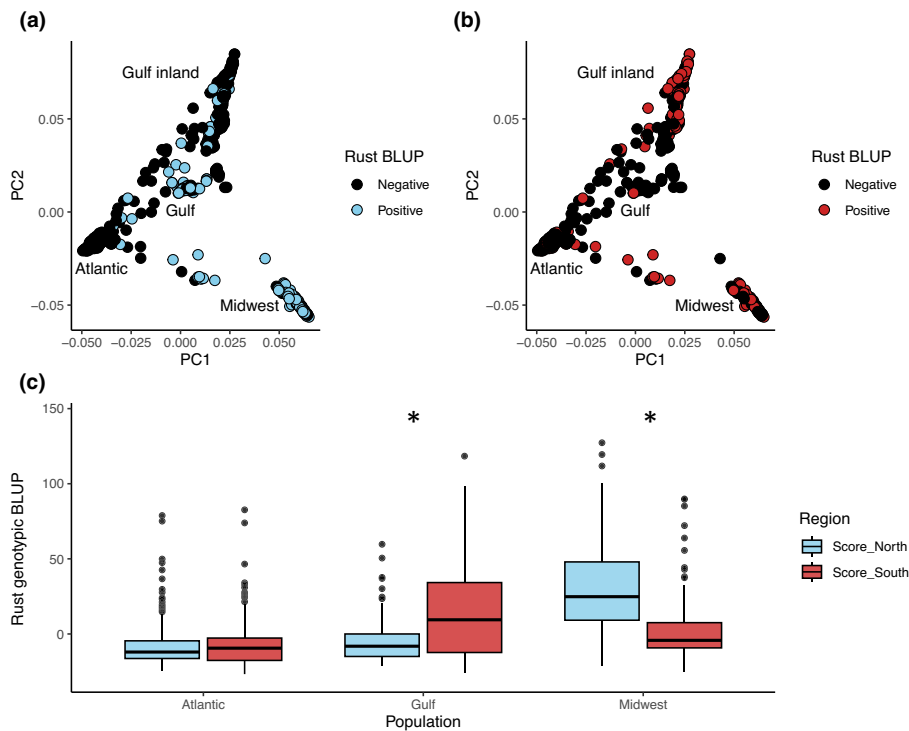 (a)
PC2
0.05
0.00
−0.05
Gulf inland
Gulf
Atlantic
Midwest
−0.050
−0.025
0.000
0.025
0.050
PC1
Rust BLUP
Negative
Positive
(b)
PC2
0.05
0.00
−0.05
Gulf inland
Gulf
Atlantic
Midwest
−0.050
−0.025
0.000
0.025
0.050
PC1
Rust BLUP
Negative
Positive
(c)
Rust genotypic BLUP
150
100
50
0
*
*
Atlantic
Gulf
Midwest
Population
Region
Score_North
Score_South